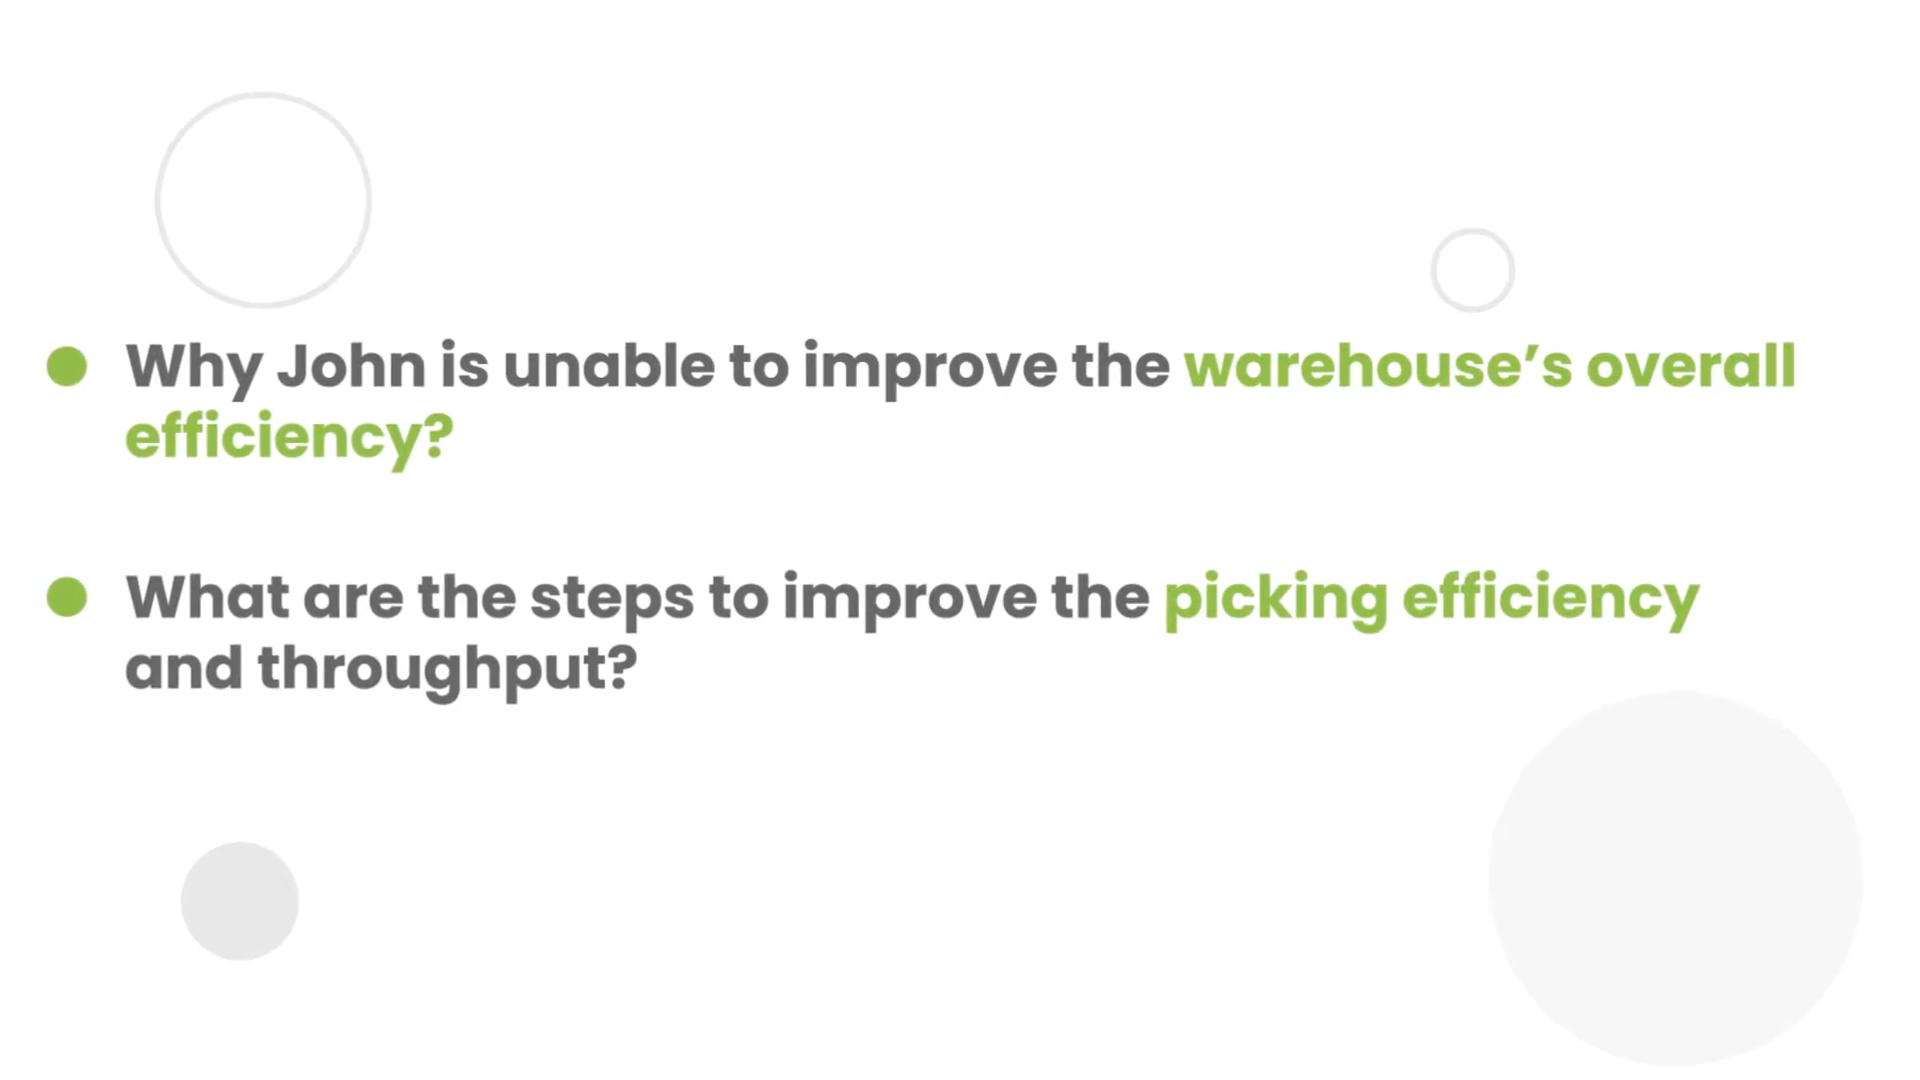 Why John is unable to improve the warehouse’s overall
efficiency?
What are the steps to improve the picking efficiency
and throughput?